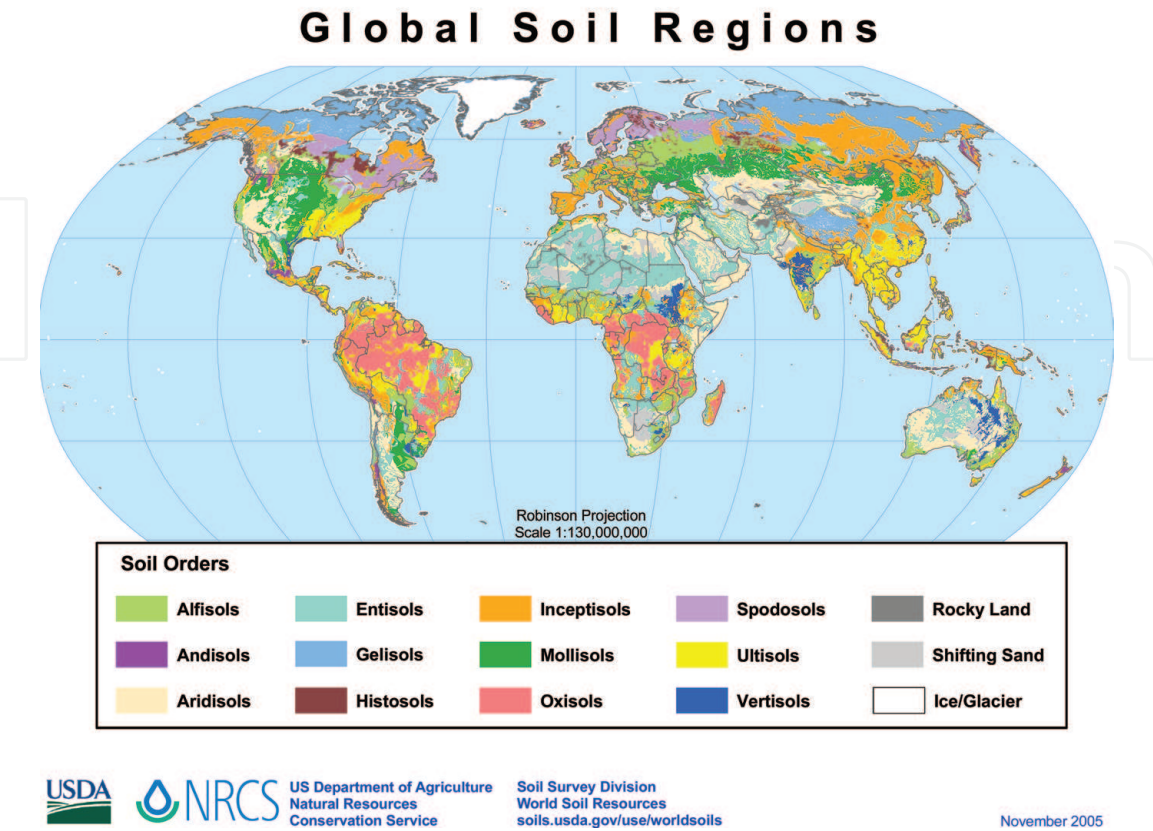 Global Soil Regions
Robinson Projection
Scale 1:130,000,000
Soil Orders
Alfisols
Entisols
Inceptisols
Spodosols
Rocky Land
Andisols
Gelisols
Mollisols
Ultisols
Shifting Sand
Aridisols
Histosols
Oxisols
Vertisols
Ice/Glacier
USDA
NRCS
US Department of Agriculture
Natural Resources
Conservation Service
Soil Survey Division
World Soil Resources
soils.usda.gov/use/worldsoils
November 2005